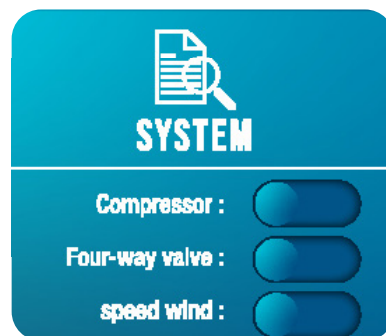 SYSTEM
Compressor :
Four-way valve :
speed wind :